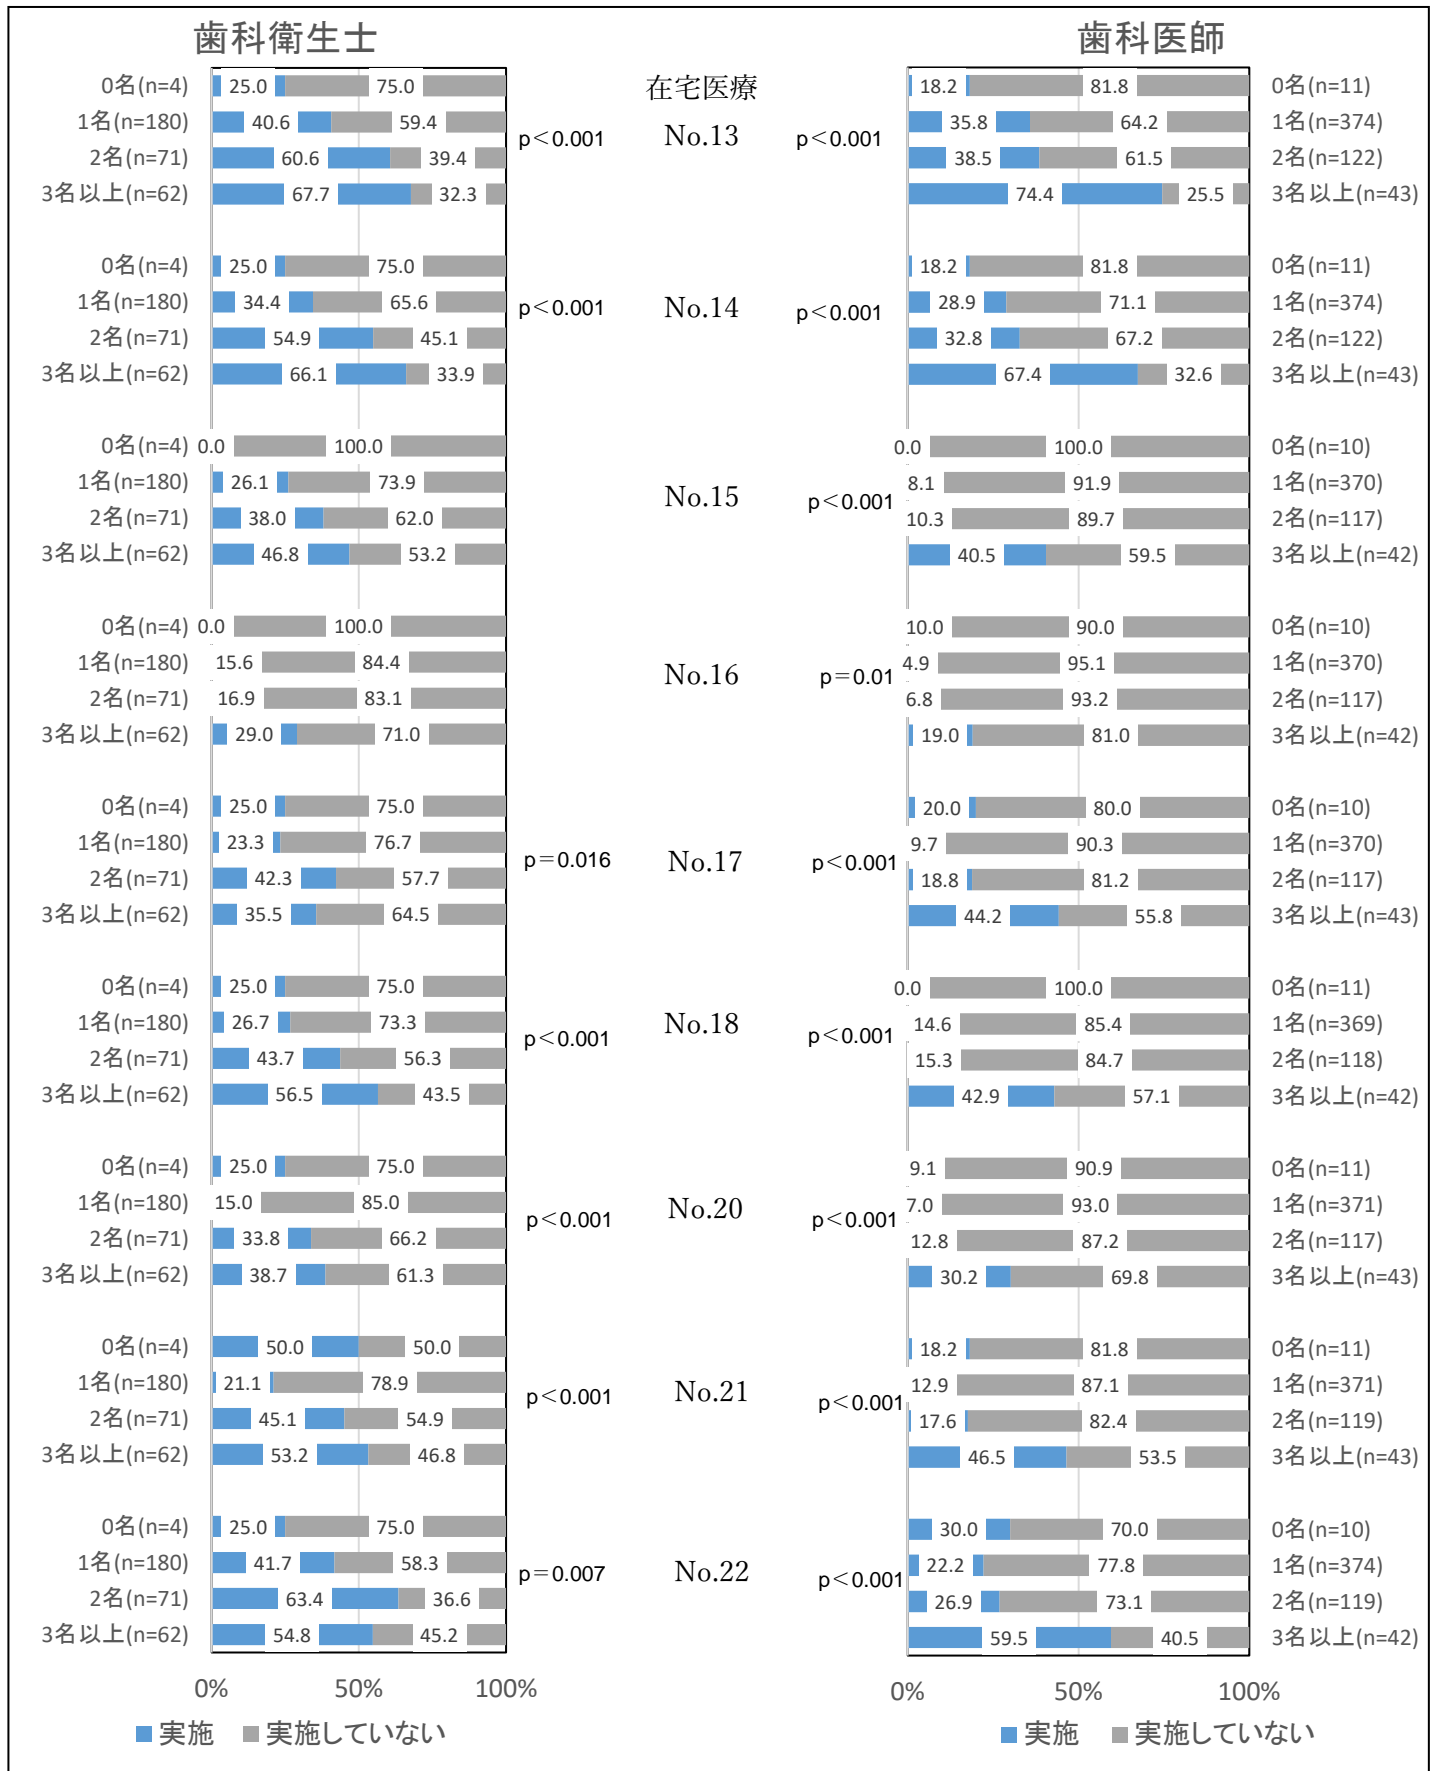 歯科衛生士 歯科医師
在宅医療
0名(n=4) 25.0 75.0 18.2 81.8 0名(n=11)
1名(n=180) 40.6 59.4 p<0.001 No.13 p<0.001 35.8 64.2 1名(n=374)
2名(n=71) 60.6 39.4 38.5 61.5 2名(n=122)
3名以上(n=62) 67.7 32.3 74.4 25.5 3名以上(n=43)
0名(n=4) 25.0 75.0 18.2 81.8 0名(n=11)
1名(n=180) 34.4 65.6 p<0.001 No.14 p<0.001 28.9 71.1 1名(n=374)
2名(n=71) 54.9 45.1 32.8 67.2 2名(n=122)
3名以上(n=62) 66.1 33.9 67.4 32.6 3名以上(n=43)
0名(n=4) 0.0 100.0 0.0 100.0 0名(n=10)
1名(n=180) 26.1 73.9 No.15 p<0.001 8.1 91.9 1名(n=370)
2名(n=71) 38.0 62.0 10.3 89.7 2名(n=117)
3名以上(n=62) 46.8 53.2 40.5 59.5 3名以上(n=42)
0名(n=4) 0.0 100.0 10.0 90.0 0名(n=10)
1名(n=180) 15.6 84.4 No.16 p=0.01 4.9 95.1 1名(n=370)
2名(n=71) 16.9 83.1 6.8 93.2 2名(n=117)
3名以上(n=62) 29.0 71.0 19.0 81.0 3名以上(n=42)
0名(n=4) 25.0 75.0 20.0 80.0 0名(n=10)
1名(n=180) 23.3 76.7 p=0.016 No.17 p<0.001 9.7 90.3 1名(n=370)
2名(n=71) 42.3 57.7 18.8 81.2 2名(n=117)
3名以上(n=62) 35.5 64.5 44.2 55.8 3名以上(n=43)
0名(n=4) 25.0 75.0 0.0 100.0 0名(n=11)
1名(n=180) 26.7 73.3 p<0.001 No.18 p<0.001 14.6 85.4 1名(n=369)
2名(n=71) 43.7 56.3 15.3 84.7 2名(n=118)
3名以上(n=62) 56.5 43.5 42.9 57.1 3名以上(n=42)
0名(n=4) 25.0 75.0 9.1 90.9 0名(n=11)
1名(n=180) 15.0 85.0 p<0.001 No.20 p<0.001 7.0 93.0 1名(n=371)
2名(n=71) 33.8 66.2 12.8 87.2 2名(n=117)
3名以上(n=62) 38.7 61.3 30.2 69.8 3名以上(n=43)
0名(n=4) 50.0 50.0 18.2 81.8 0名(n=11)
1名(n=180) 21.1 78.9 p<0.001 No.21 p<0.001 12.9 87.1 1名(n=371)
2名(n=71) 45.1 54.9 17.6 82.4 2名(n=119)
3名以上(n=62) 53.2 46.8 46.5 53.5 3名以上(n=43)
0名(n=4) 25.0 75.0 30.0 70.0 0名(n=10)
1名(n=180) 41.7 58.3 p=0.007 No.22 p<0.001 22.2 77.8 1名(n=374)
2名(n=71) 63.4 36.6 26.9 73.1 2名(n=119)
3名以上(n=62) 54.8 45.2 59.5 40.5 3名以上(n=42)
0% 50% 100% 0% 50% 100%
実施 実施していない 実施 実施していない